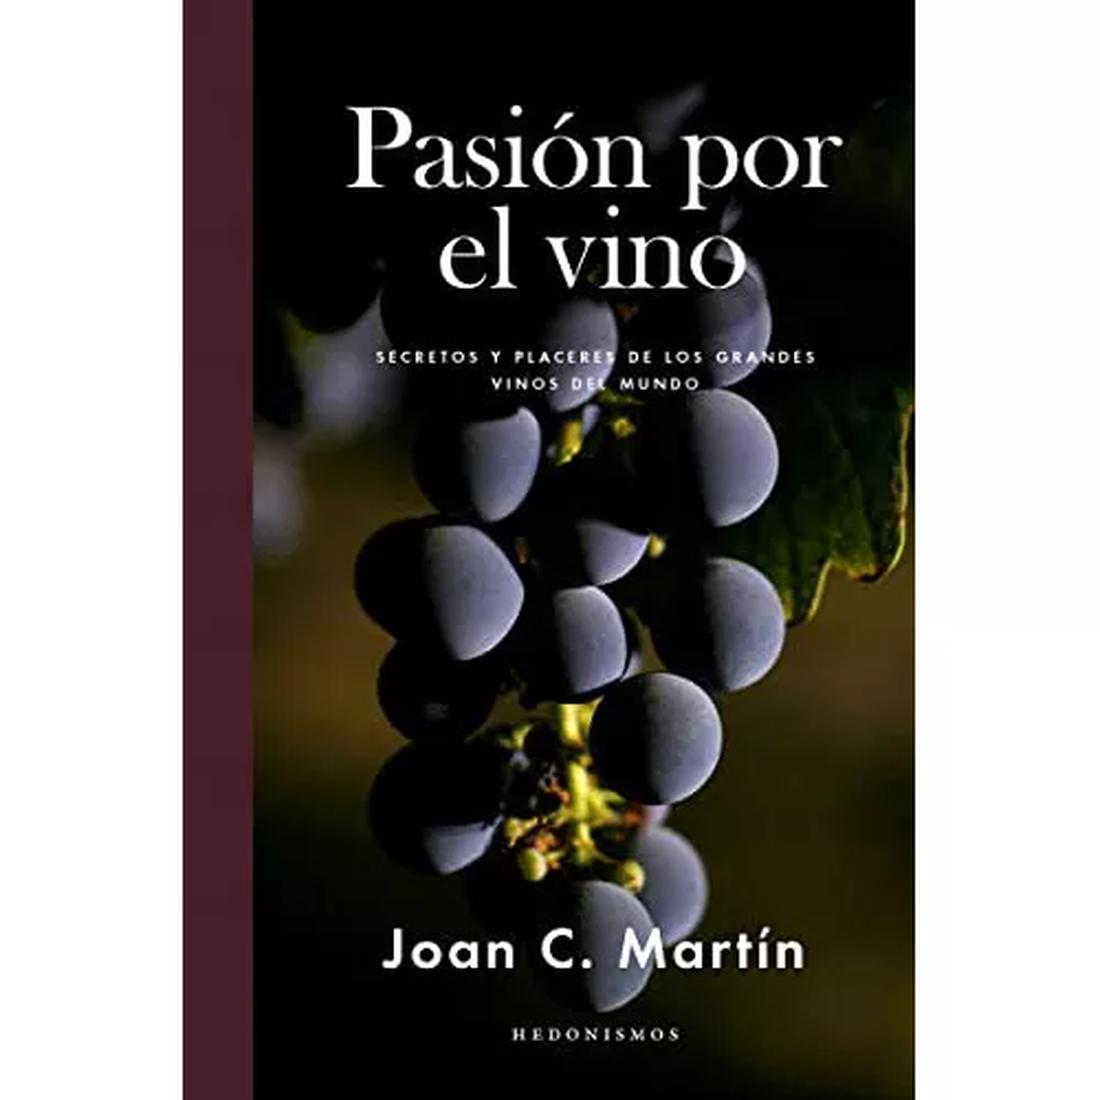 Pasión por
el vino
SECRETOS Y PLACERES DE LOS GRANDES
VINOS DEL MUNDO
Joan C. Martín
HEDONISMOS